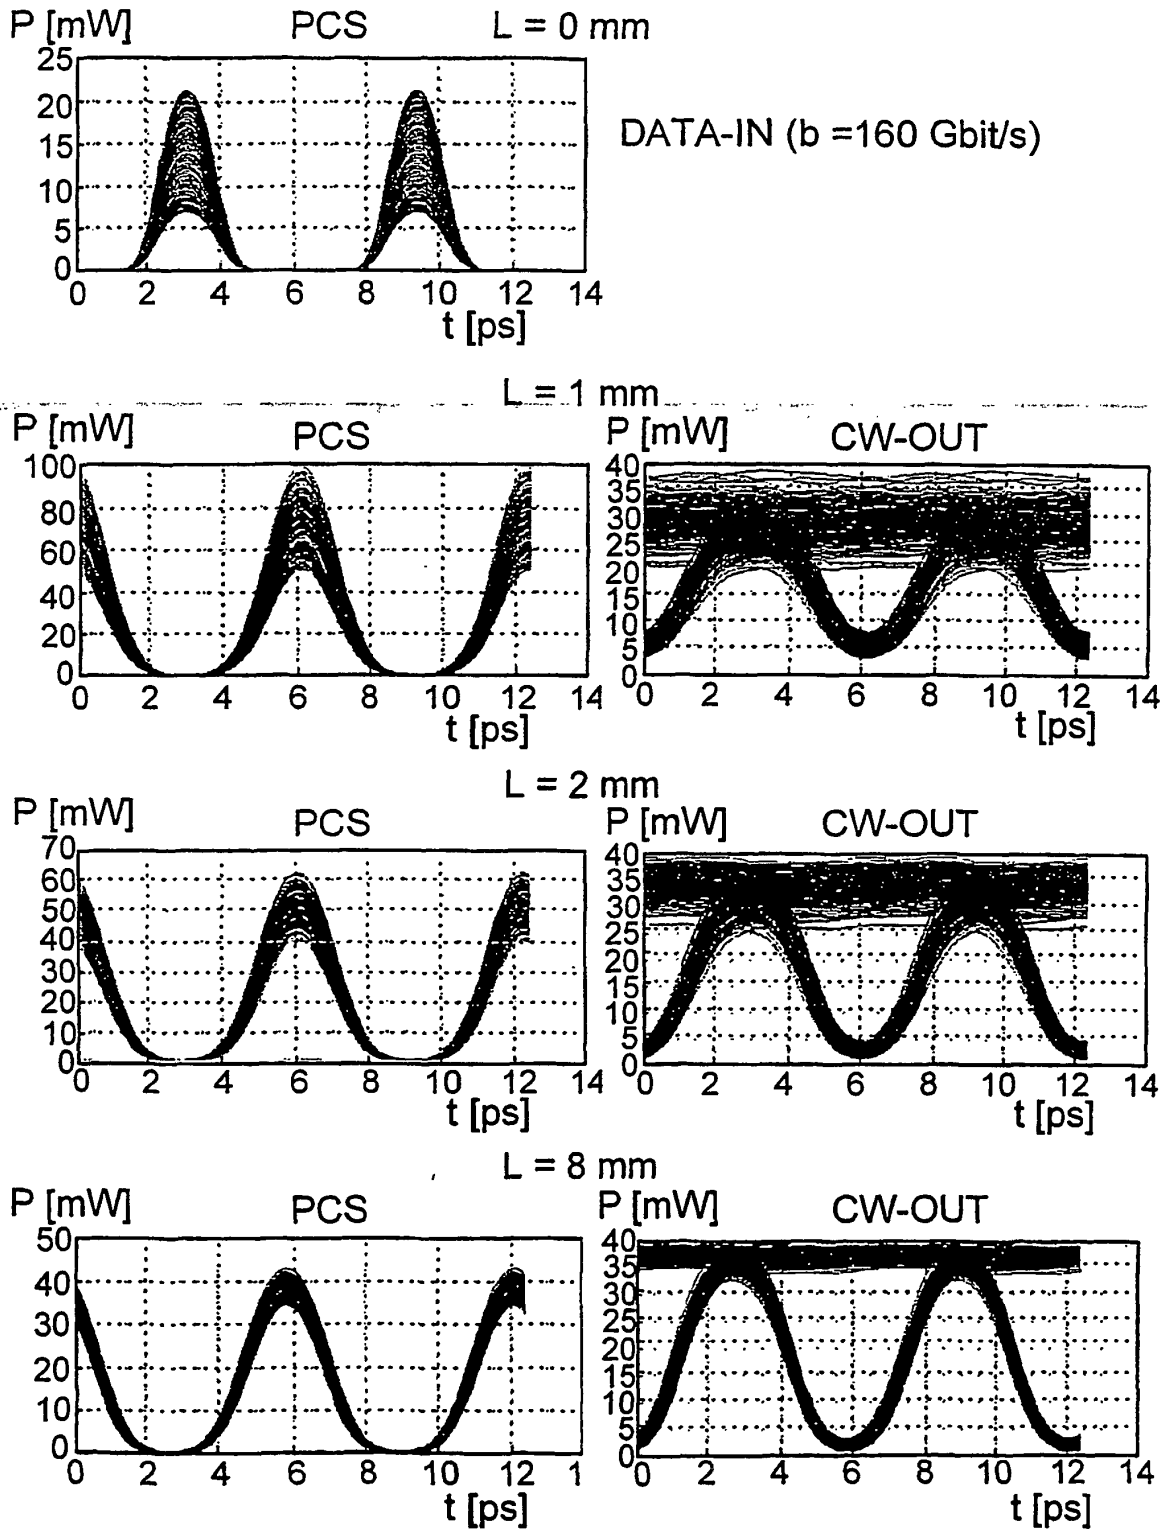 P [mW] PCS L = 0 mm
25
20
15
10
5
0
0 2 4 6 8 10 12 14
t [ps]
DATA-IN (b =160 Gbit/s)
L = 1 mm
P [mW] PCS
100
80
60
40
20
0
0 2 4 6 8 10 12 14
t [ps]
P [mW] CW-OUT
40
35
30
25
20
15
10
5
0
0 2 4 6 8 10 12 14
t [ps]
L = 2 mm
P [mW] PCS
70
60
50
40
30
20
10
0
0 2 4 6 8 10 12 14
t [ps]
P [mW] CW-OUT
40
35
30
25
20
15
10
5
0
0 2 4 6 8 10 12 14
t [ps]
L = 8 mm
P [mW] PCS
50
40
30
20
10
0
0 2 4 6 8 10 12 1
t [ps]
P [mW] CW-OUT
40
35
30
25
20
15
10
5
0
0 2 4 6 8 10 12 14
t [ps]